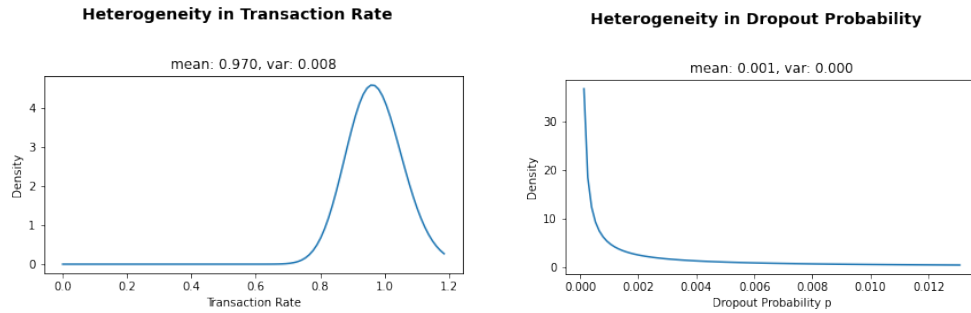 Heterogeneity in Transaction Rate
mean: 0.970, var: 0.008
Density
4
3
2
1
0
0.0 0.2 0.4 0.6 0.8 1.0 1.2
Transaction Rate
Heterogeneity in Dropout Probability
mean: 0.001, var: 0.000
Density
30
20
10
0
0.000 0.002 0.004 0.006 0.008 0.010 0.012
Dropout Probability p